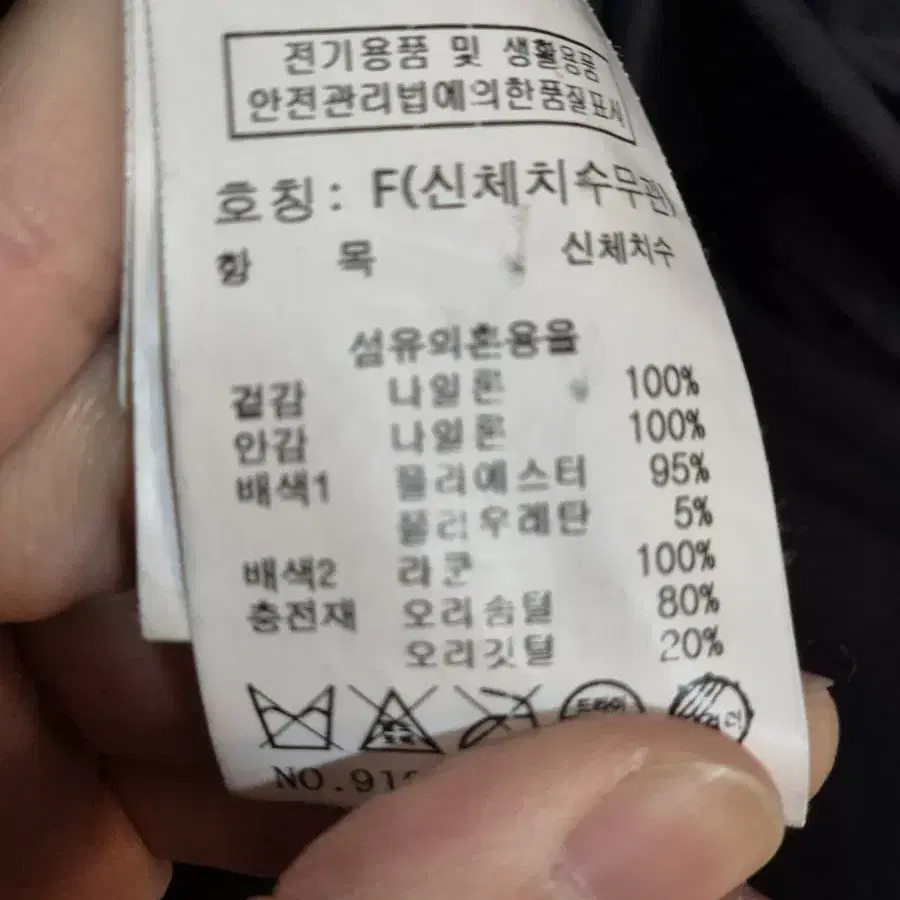 전기용품 및 생활용품
안전관리법에의한품질표시
호칭: F(신체치수무관)
항 목 신체치수
섬유의혼용율
겉감 나일론 100%
안감 나일론 100%
배색1 폴리에스터 95%
폴리우레탄 5%
배색2 라쿤 100%
충전재 오리솜털 80%
오리깃털 20%
드라이
NO.91